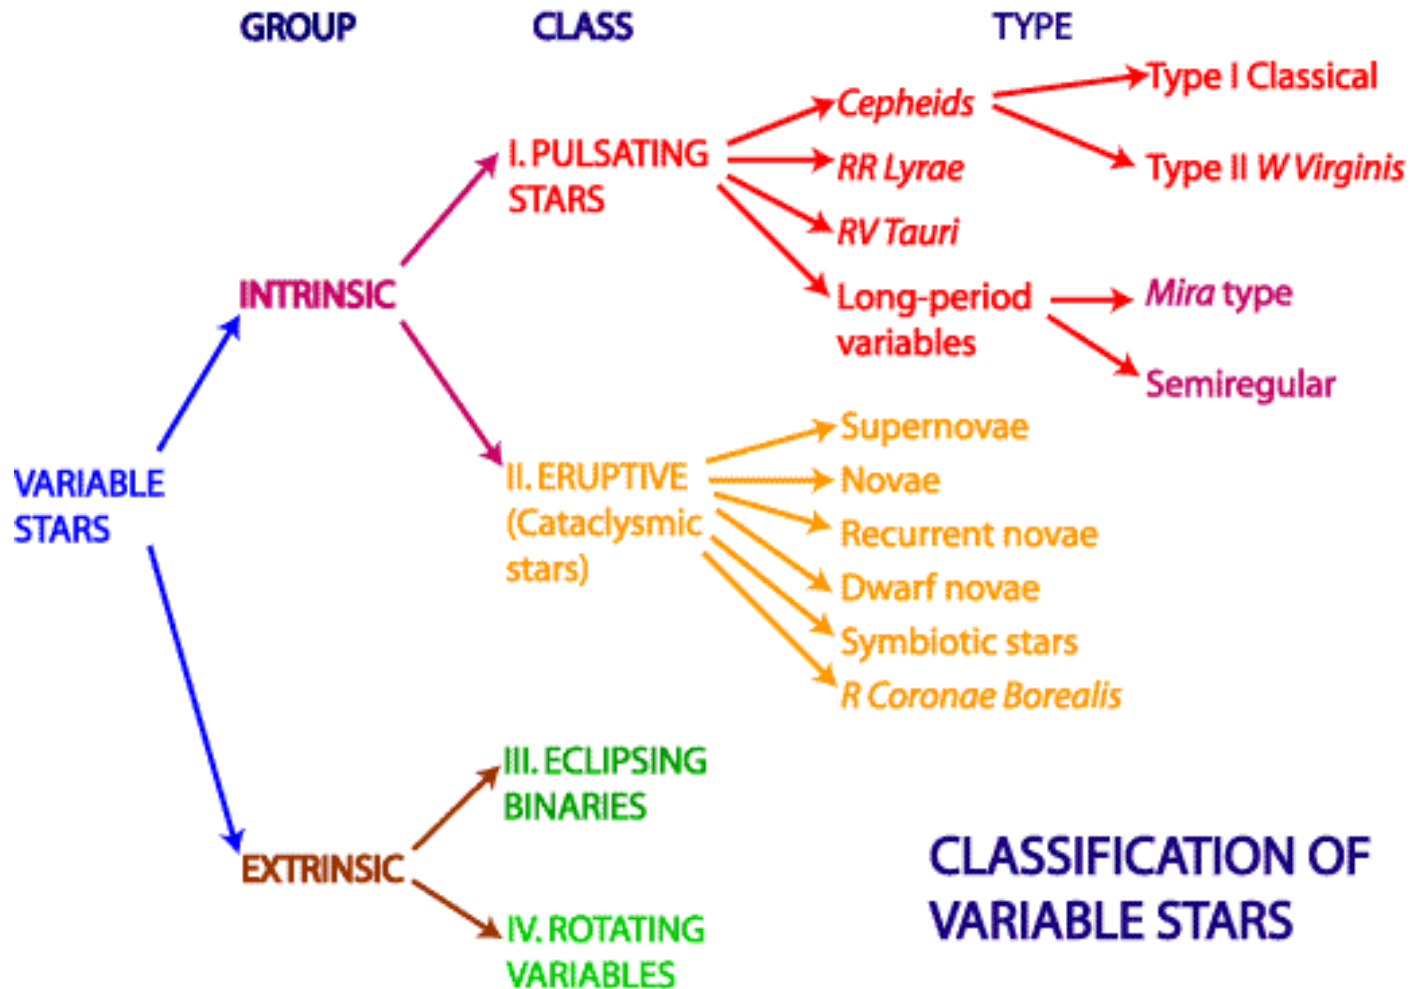 GROUP CLASS TYPE
Type I Classical
Cepheids
I. PULSATING
STARS
RR Lyrae
Type II W Virginis
RV Tauri
INTRINSIC
Long-period
variables
Mira type
Semiregular
VARIABLE
STARS
II. ERUPTIVE
(Cataclysmic
stars)
Supernovae
Novae
Recurrent novae
Dwarf novae
Symbiotic stars
R Coronae Borealis
EXTRINSIC
III. ECLIPSING
BINARIES
IV. ROTATING
VARIABLES
CLASSIFICATION OF
VARIABLE STARS